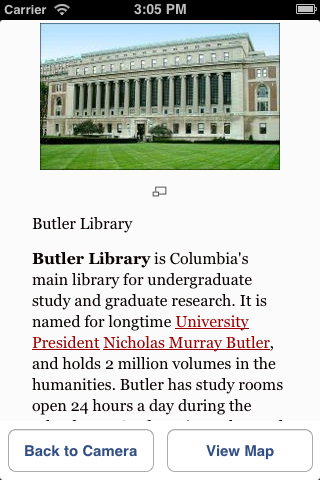 Carrier 3:05 PM
Butler Library
Butler Library is Columbia's
main library for undergraduate
study and graduate research. It is
named for longtime University
President Nicholas Murray Butler,
and holds 2 million volumes in the
humanities. Butler has study rooms
open 24 hours a day during the
Back to Camera View Map